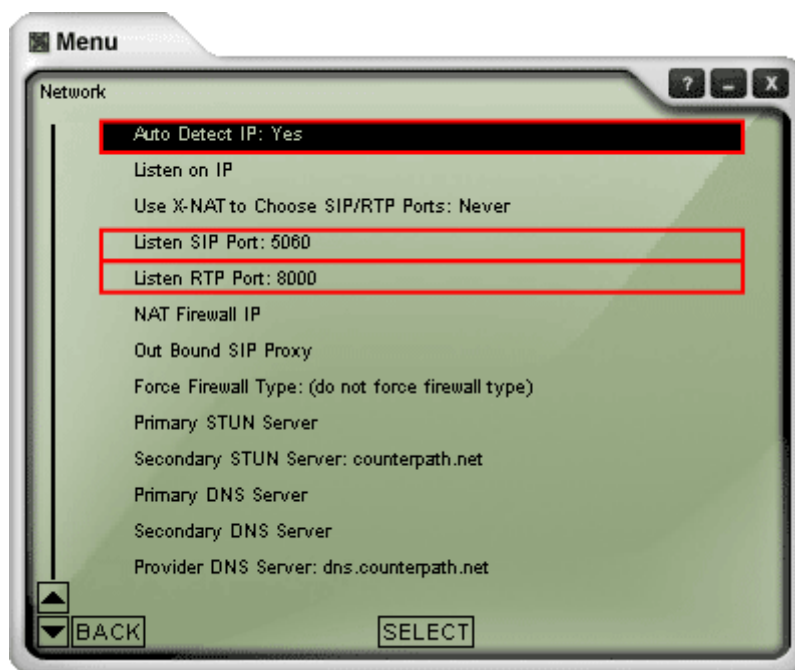 Menu
? - X
Network
Auto Detect IP: Yes
Listen on IP
Use X-NAT to Choose SIP/RTP Ports: Never
Listen SIP Port: 5060
Listen RTP Port: 8000
NAT Firewall IP
Out Bound SIP Proxy
Force Firewall Type: (do not force firewall type)
Primary STUN Server
Secondary STUN Server: counterpath.net
Primary DNS Server
Secondary DNS Server
Provider DNS Server: dns.counterpath.net
BACK SELECT